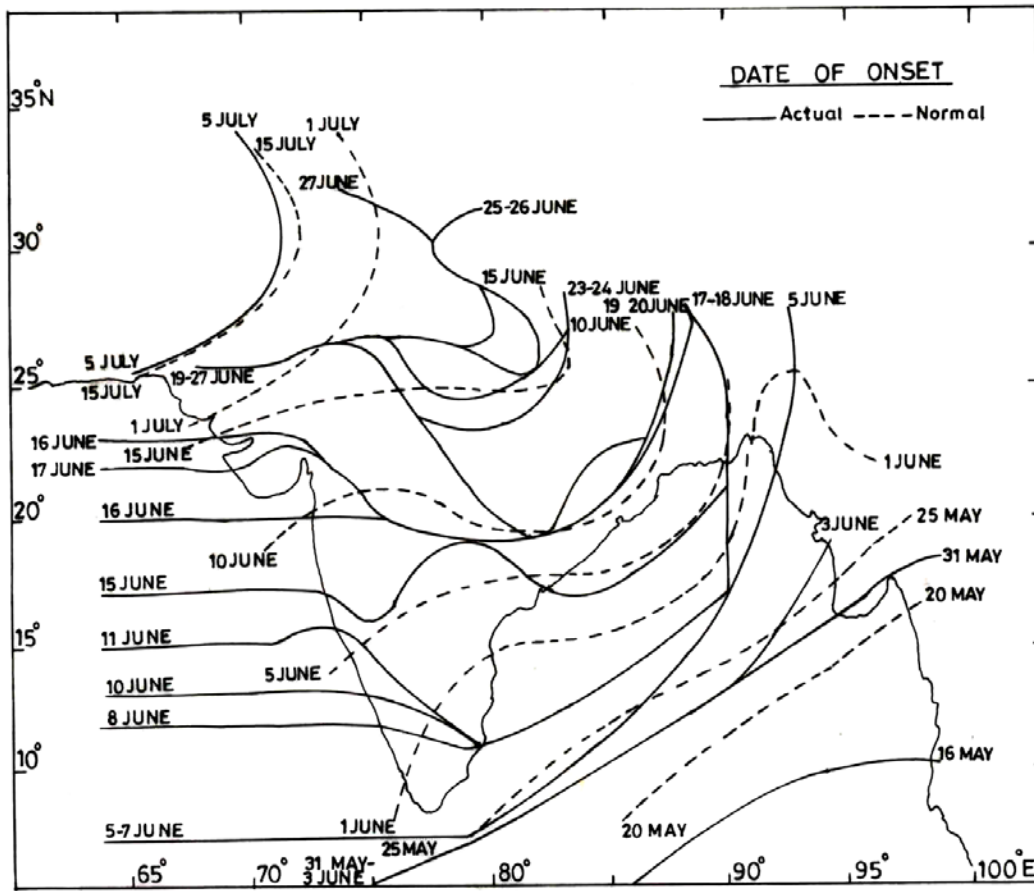 DATE OF ONSET
Actual Normal
35°N
5 JULY
1 JULY
15 JULY
27 JUNE
25-26 JUNE
30°
15 JUNE
23-24 JUNE
19 20 JUNE
17-18 JUNE
5 JUNE
10 JUNE
25°
5 JULY
15 JULY
19-27 JUNE
1 JULY
16 JUNE
15 JUNE
17 JUNE
1 JUNE
20°
16 JUNE
10 JUNE
3 JUNE
25 MAY
31 MAY
20 MAY
15 JUNE
15°
11 JUNE
5 JUNE
10 JUNE
8 JUNE
10°
16 MAY
5-7 JUNE
1 JUNE
20 MAY
25 MAY
31 MAY-
3 JUNE
65° 70° 80° 90° 95° 100°E